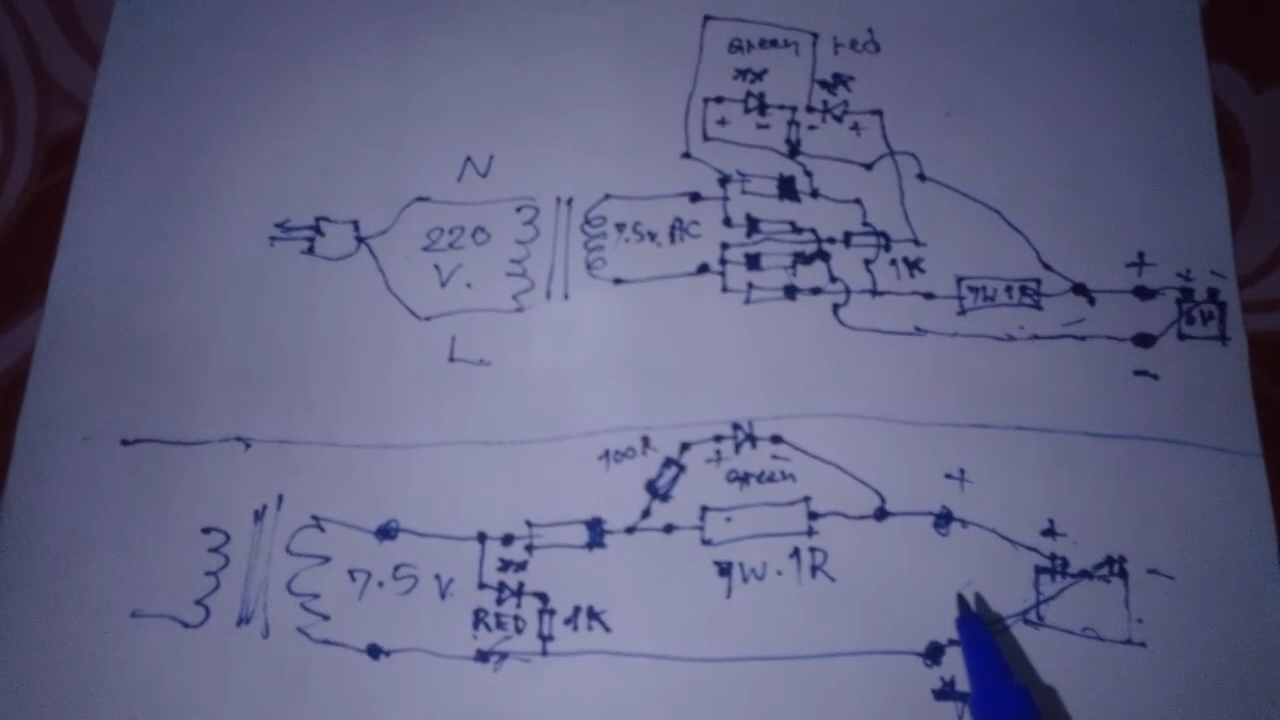 Green red
+ - - +
N
220
V.
7.5v. AC
1K
7W 1R
+
+ -
6V
L.
-
100R
+ -
Green
+
7.5 V
7W.1R
+ -
RED 1K